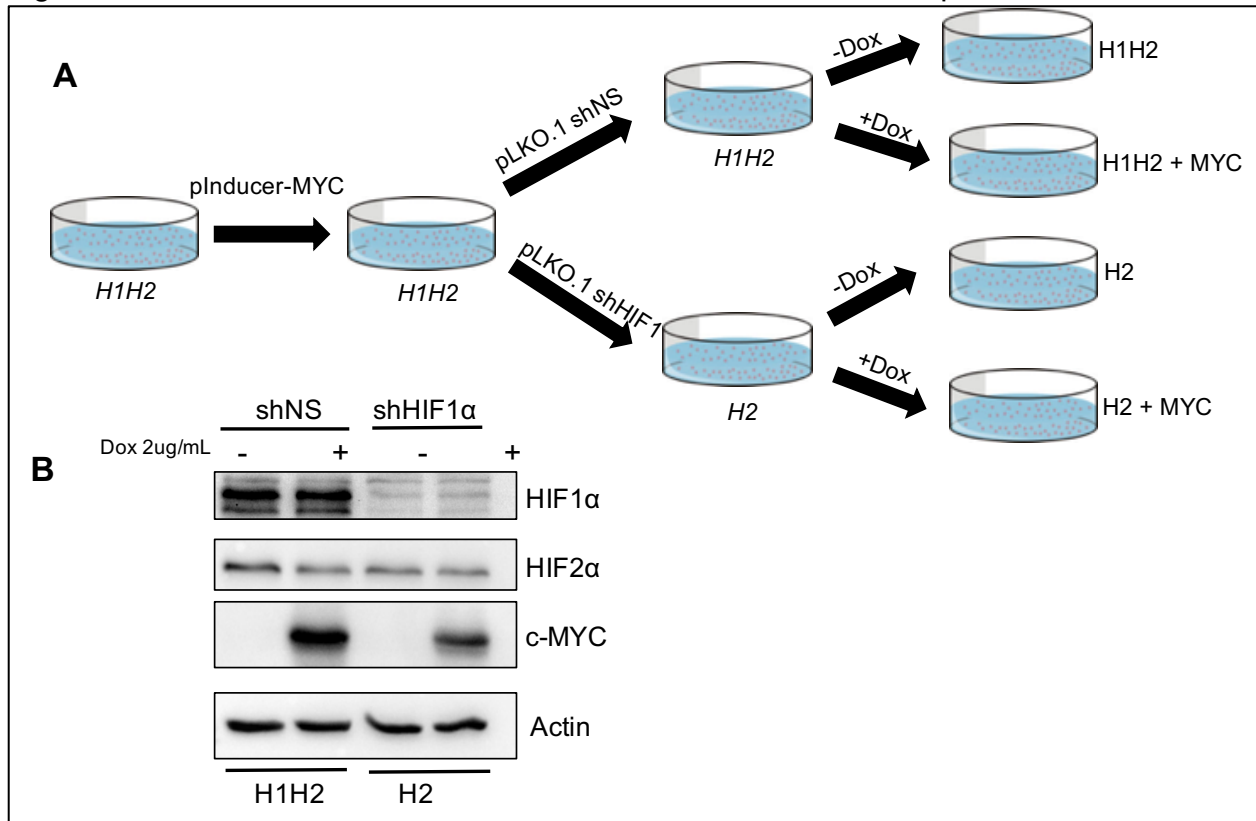 A
pInducer-MYC
H1H2
H1H2
pLKO.1 shNS
pLKO.1 shHIF1
H1H2
H2
-Dox
+Dox
-Dox
+Dox
H1H2
H1H2 + MYC
H2
H2 + MYC
B
shNS shHIF1α
Dox 2ug/mL - + - +
HIF1α
HIF2α
c-MYC
Actin
H1H2 H2